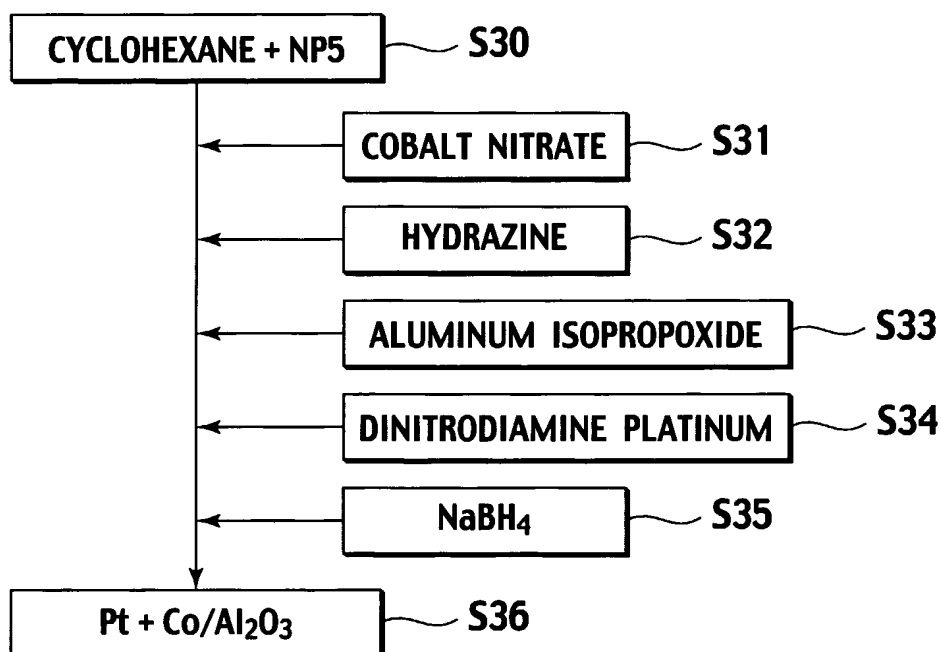 CYCLOHEXANE + NP5 S30
COBALT NITRATE S31
HYDRAZINE S32
ALUMINUM ISOPROPOXIDE S33
DINITRODIAMINE PLATINUM S34
NaBH₄ S35
Pt + Co/Al₂O₃ S36